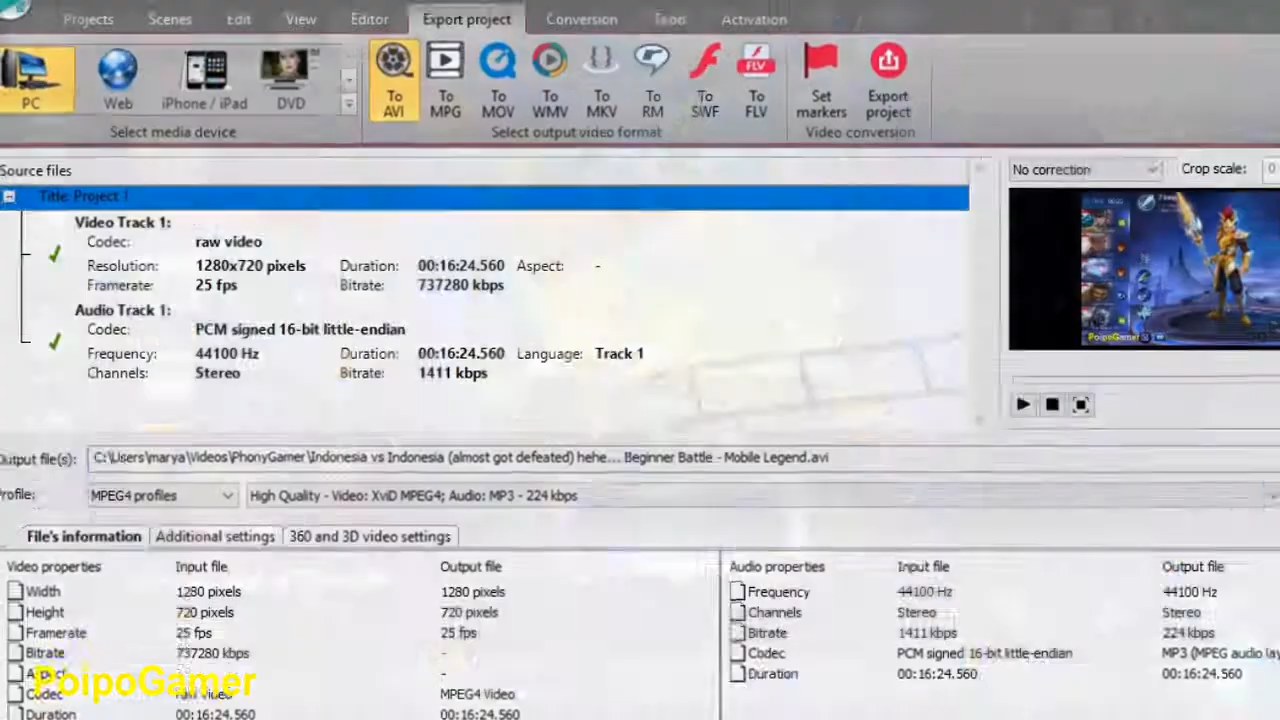 Projects Scenes Edit View Editor Export project Conversion Tools Activation
PC Web iPhone / iPad DVD
To AVI To MPG To MOV To WMV To MKV To RM To SWF To FLV
Set markers Export project
Select media device Select output video format Video conversion
Source files
No correction Crop scale: 0
Title: Project 1
Video Track 1:
Codec: raw video
Resolution: 1280x720 pixels Duration: 00:16:24.560 Aspect: -
Framerate: 25 fps Bitrate: 737280 kbps
Audio Track 1:
Codec: PCM signed 16-bit little-endian
Frequency: 44100 Hz Duration: 00:16:24.560 Language: Track 1
Channels: Stereo Bitrate: 1411 kbps
PoipoGamer
Output file(s): C:\Users\marya\Videos\PhonyGamer\Indonesia vs Indonesia (almost got defeated) hehe... Beginner Battle - Mobile Legend.avi
Profile: MPEG4 profiles High Quality - Video: XviD MPEG4; Audio: MP3 - 224 kbps
File's information Additional settings 360 and 3D video settings
Video properties Input file Output file Audio properties Input file Output file
Width 1280 pixels 1280 pixels Frequency 44100 Hz 44100 Hz
Height 720 pixels 720 pixels Channels Stereo Stereo
Framerate 25 fps 25 fps Bitrate 1411 kbps 224 kbps
Bitrate 737280 kbps - Codec PCM signed 16-bit little-endian MP3 (MPEG audio lay
Aspect - Duration 00:16:24.560 00:16:24.560
PoipoGamer
Codec raw video MPEG4 Video
Duration 00:16:24.560 00:16:24.560